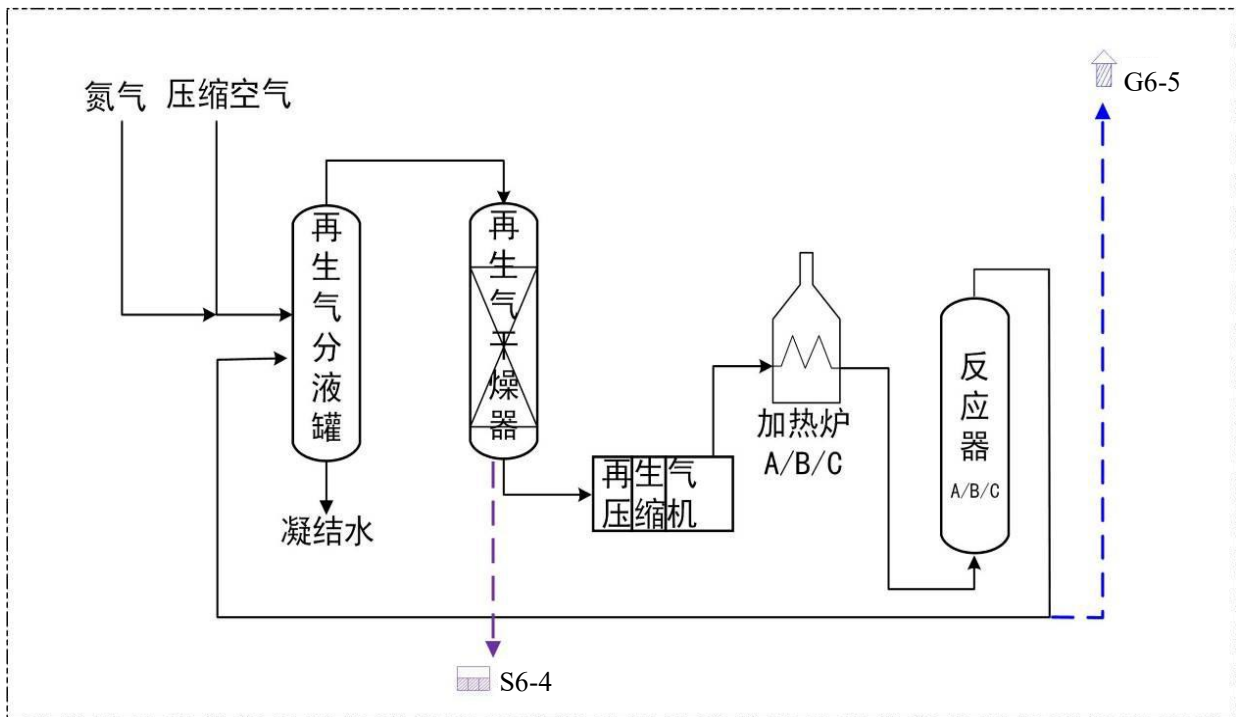 G6-5
氮气 压缩空气
再生气分液罐
再生气干燥器
加热炉
A/B/C
反应器
A/B/C
再生气
压缩机
凝结水
S6-4